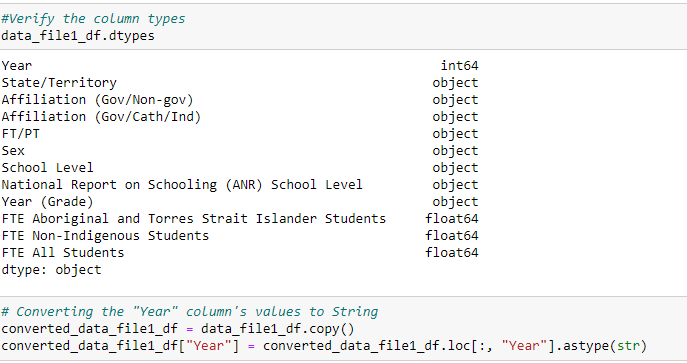 #Verify the column types
data_file1_df.dtypes
Year int64
State/Territory object
Affiliation (Gov/Non-gov) object
Affiliation (Gov/Cath/Ind) object
FT/PT object
Sex object
School Level object
National Report on Schooling (ANR) School Level object
Year (Grade) object
FTE Aboriginal and Torres Strait Islander Students float64
FTE Non-Indigenous Students float64
FTE All Students float64
dtype: object
# Converting the "Year" column's values to String
converted_data_file1_df = data_file1_df.copy()
converted_data_file1_df["Year"] = converted_data_file1_df.loc[:, "Year"].astype(str)